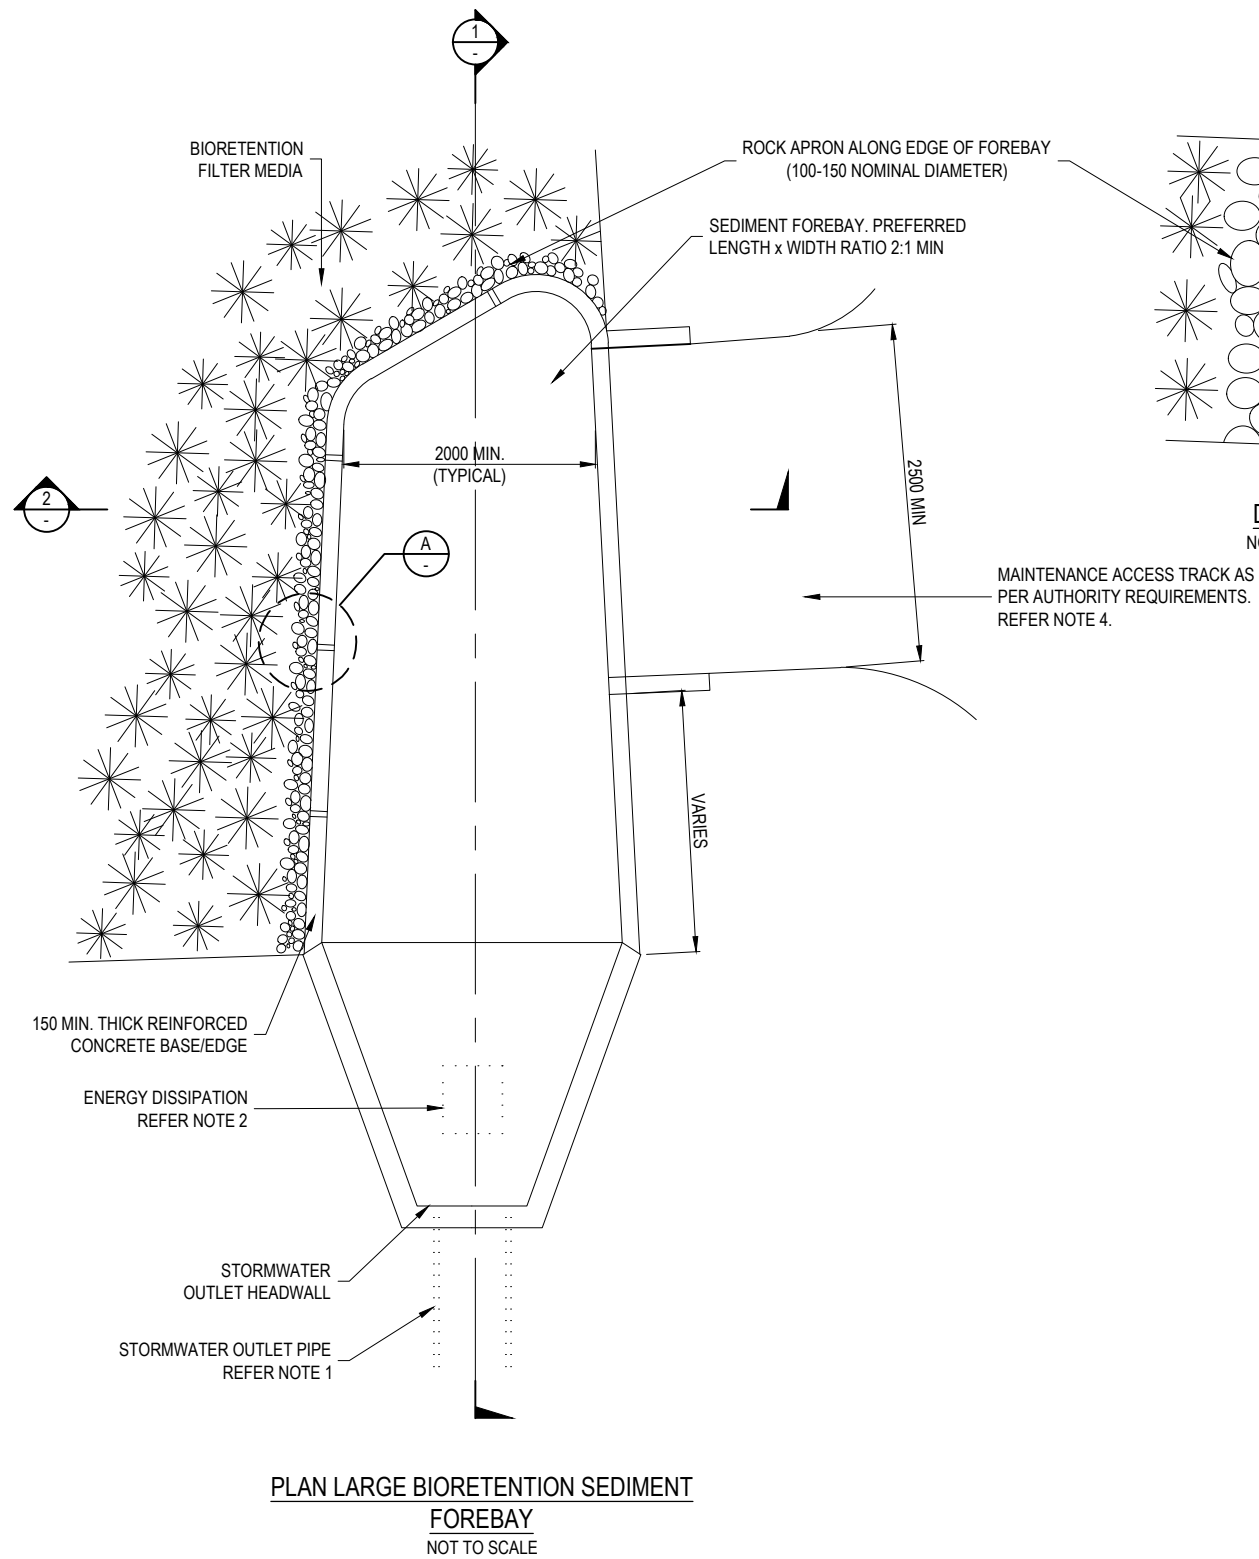 1
-
BIORETENTION
FILTER MEDIA
ROCK APRON ALONG EDGE OF FOREBAY
(100-150 NOMINAL DIAMETER)
SEDIMENT FOREBAY. PREFERRED
LENGTH x WIDTH RATIO 2:1 MIN
2000 MIN.
(TYPICAL)
2500 MIN
2
-
A
-
MAINTENANCE ACCESS TRACK AS
PER AUTHORITY REQUIREMENTS.
REFER NOTE 4.
VARIES
150 MIN. THICK REINFORCED
CONCRETE BASE/EDGE
ENERGY DISSIPATION
REFER NOTE 2
STORMWATER
OUTLET HEADWALL
STORMWATER OUTLET PIPE
REFER NOTE 1
PLAN LARGE BIORETENTION SEDIMENT
FOREBAY
NOT TO SCALE